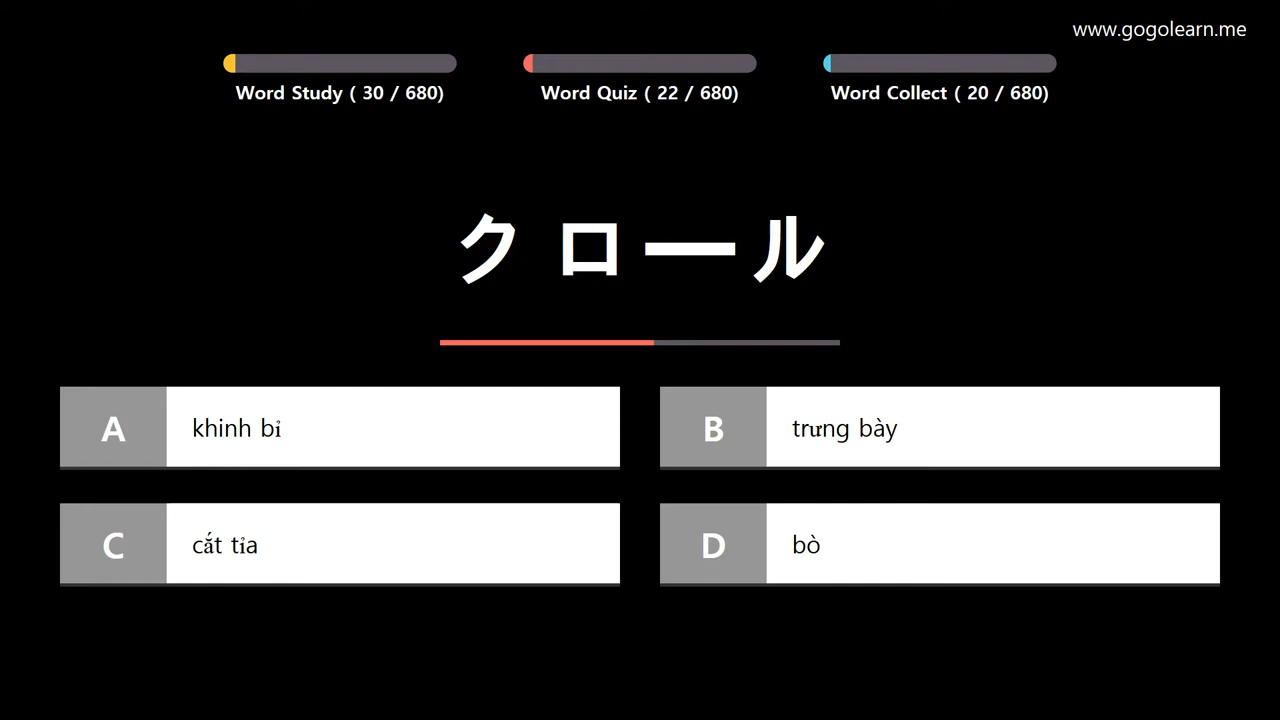 www.gogolearn.me
Word Study ( 30 / 680)
Word Quiz ( 22 / 680)
Word Collect ( 20 / 680)
クロール
A khinh bỉ
B trưng bày
C cắt tỉa
D bò